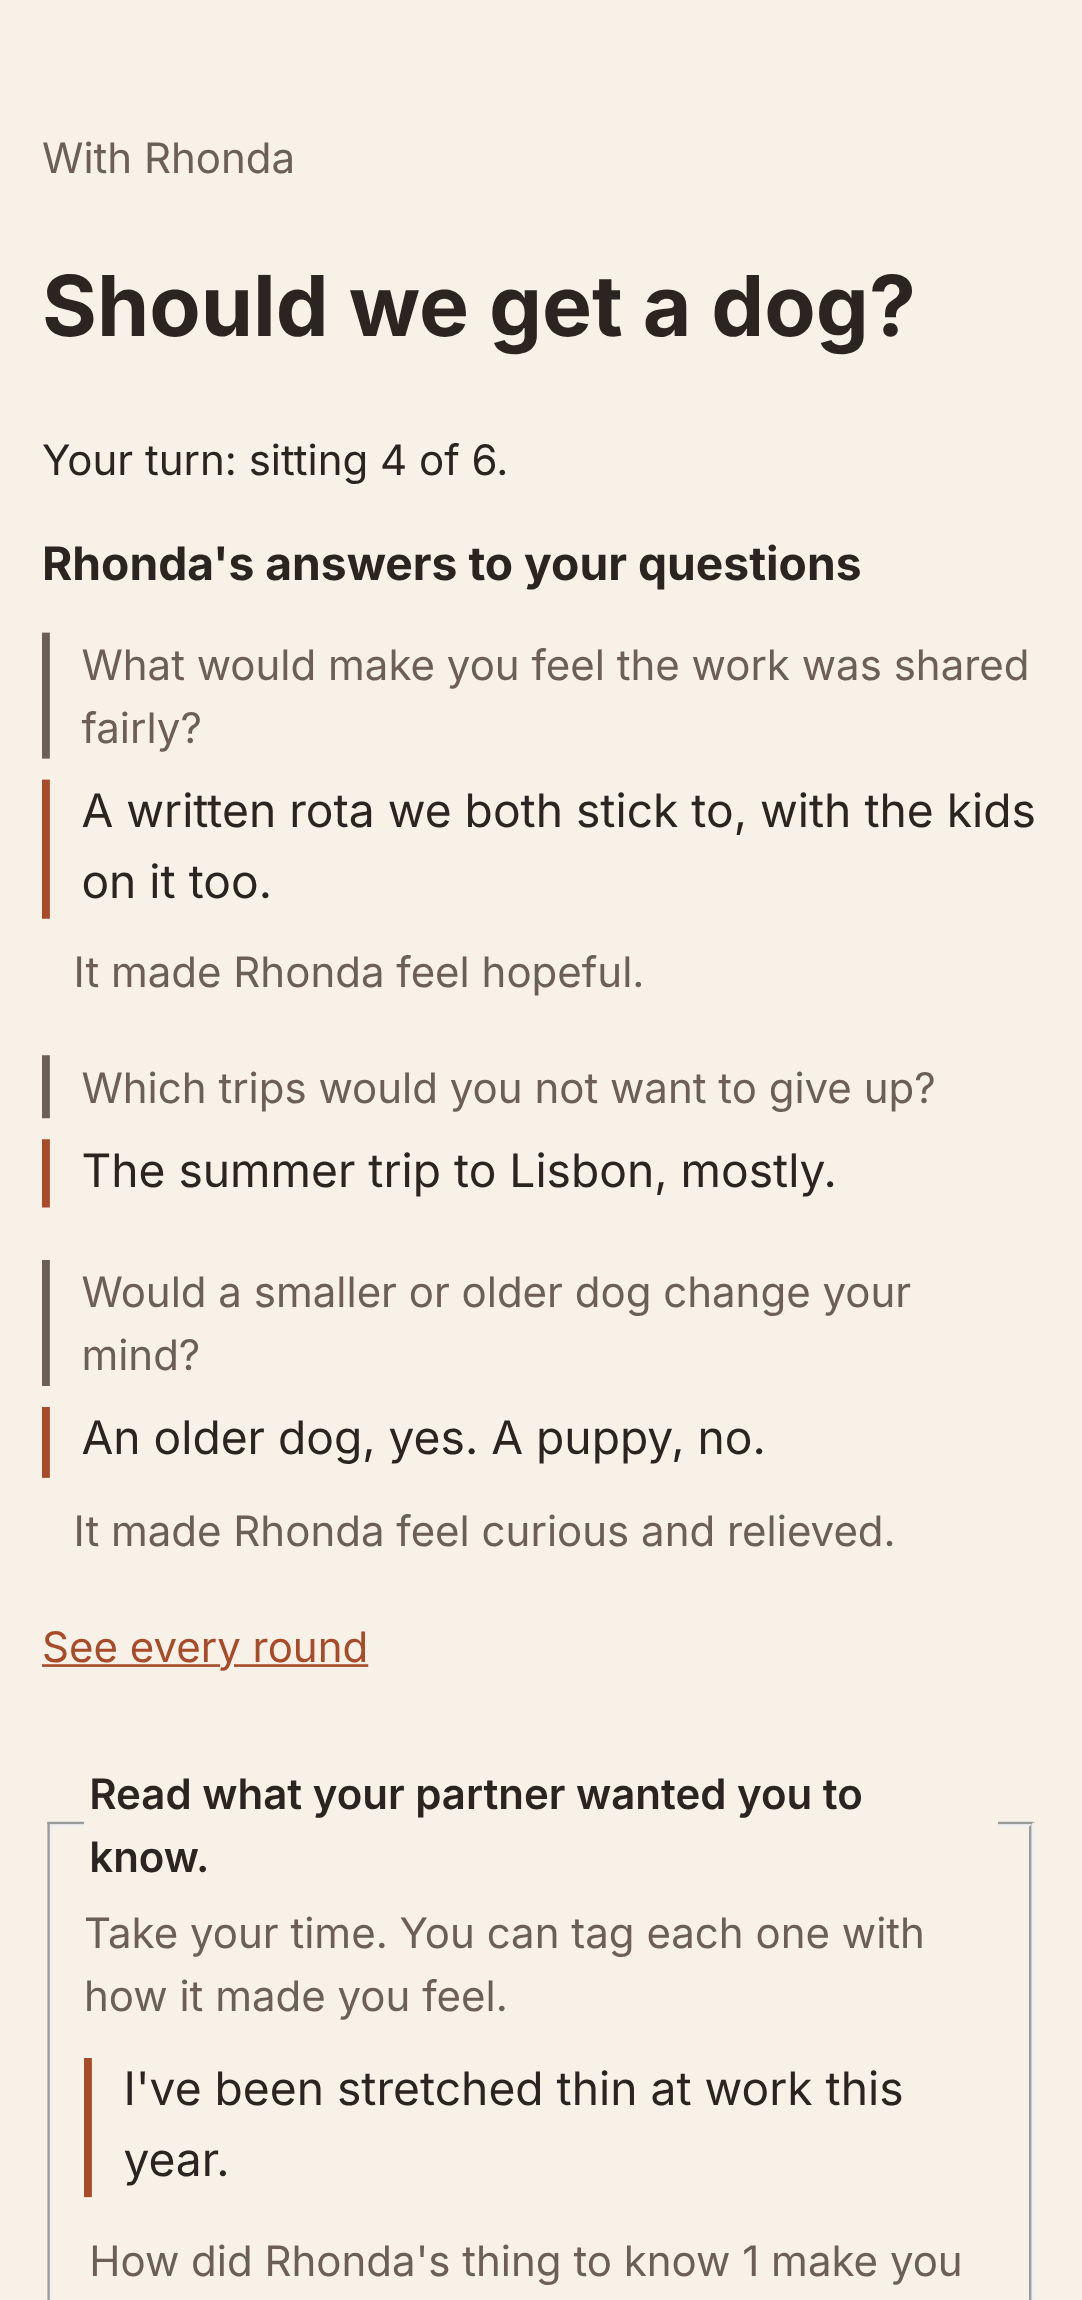 With Rhonda
Should we get a dog?
Your turn: sitting 4 of 6.
Rhonda's answers to your questions
What would make you feel the work was shared
fairly?
A written rota we both stick to, with the kids
on it too.
It made Rhonda feel hopeful.
Which trips would you not want to give up?
The summer trip to Lisbon, mostly.
Would a smaller or older dog change your
mind?
An older dog, yes. A puppy, no.
It made Rhonda feel curious and relieved.
See every round
Read what your partner wanted you to
know.
Take your time. You can tag each one with
how it made you feel.
I've been stretched thin at work this
year.
How did Rhonda's thing to know 1 make you